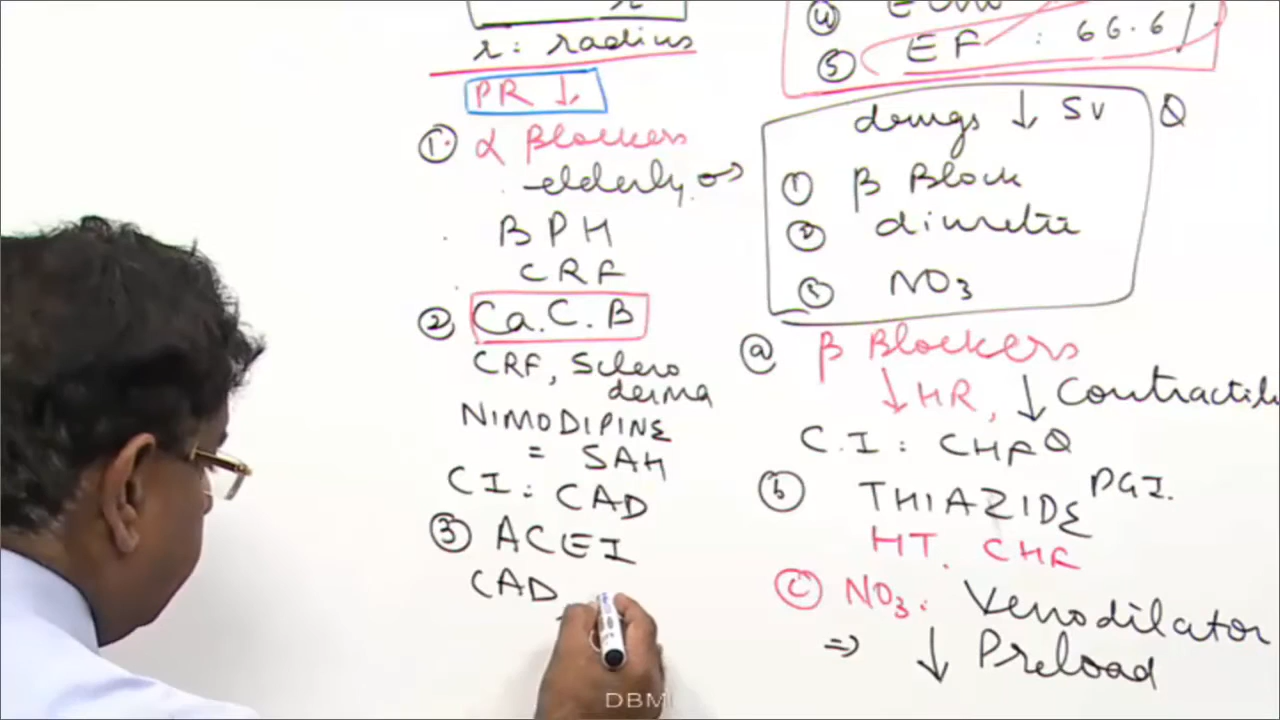 r : radius
PR ↓
① α Blockers
elderly ♂
BPH
CRF
② Ca.C.B
CRF, Sclero
derma
NIMODIPINE
= SAH
CI : CAD
③ ACEI
CAD
④
⑤ EF : 66.6%
drugs ↓ SV Q
① β Block
② diuretic
③ NO3
ⓐ β Blockers
↓ HR, ↓ Contractili
C.I : CHF Q
ⓑ THIAZIDE PGI.
HT. CHF
ⓒ NO3 : Venodilator
⇒ ↓ Preload
DBMI